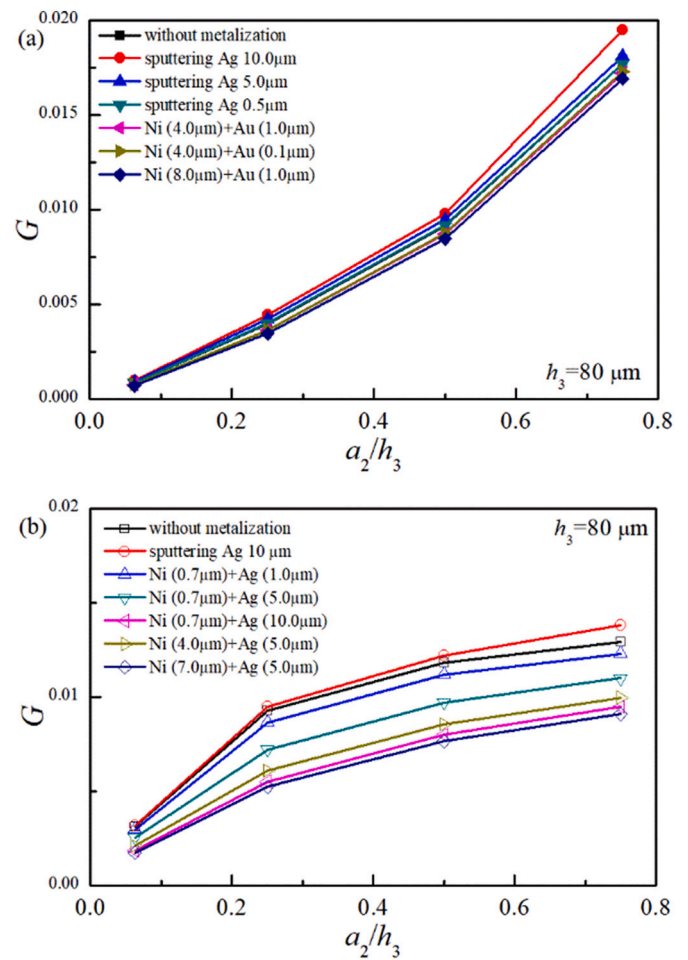 (a)
0.020
0.015
0.010
0.005
0.000
G
without metalization
sputtering Ag 10.0μm
sputtering Ag 5.0μm
sputtering Ag 0.5μm
Ni (4.0μm)+Au (1.0μm)
Ni (4.0μm)+Au (0.1μm)
Ni (8.0μm)+Au (1.0μm)
h₃=80 μm
0.0 0.2 0.4 0.6 0.8
a₂/h₃
(b)
0.02
0.01
0.00
G
without metalization
sputtering Ag 10 μm
Ni (0.7μm)+Ag (1.0μm)
Ni (0.7μm)+Ag (5.0μm)
Ni (0.7μm)+Ag (10.0μm)
Ni (4.0μm)+Ag (5.0μm)
Ni (7.0μm)+Ag (5.0μm)
h₃=80 μm
0.0 0.2 0.4 0.6 0.8
a₂/h₃